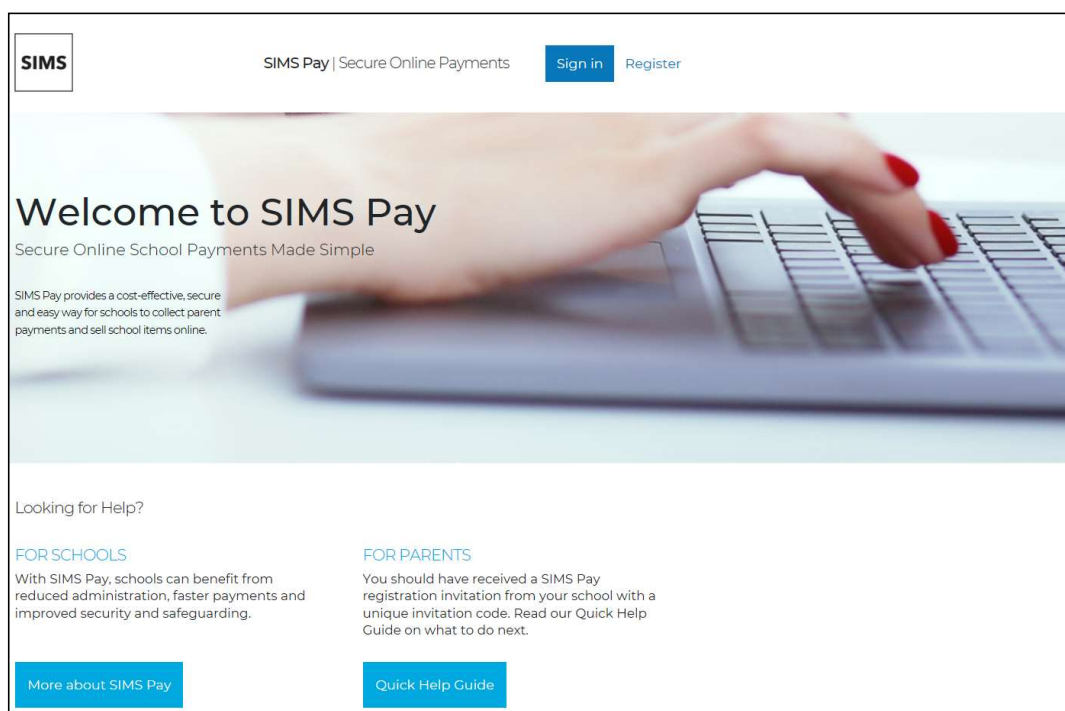 SIMS
SIMS Pay | Secure Online Payments
Sign in
Register
Welcome to SIMS Pay
Secure Online School Payments Made Simple
SIMS Pay provides a cost-effective, secure
and easy way for schools to collect parent
payments and sell school items online.
Looking for Help?
FOR SCHOOLS
With SIMS Pay, schools can benefit from
reduced administration, faster payments and
improved security and safeguarding.
More about SIMS Pay
FOR PARENTS
You should have received a SIMS Pay
registration invitation from your school with a
unique invitation code. Read our Quick Help
Guide on what to do next.
Quick Help Guide